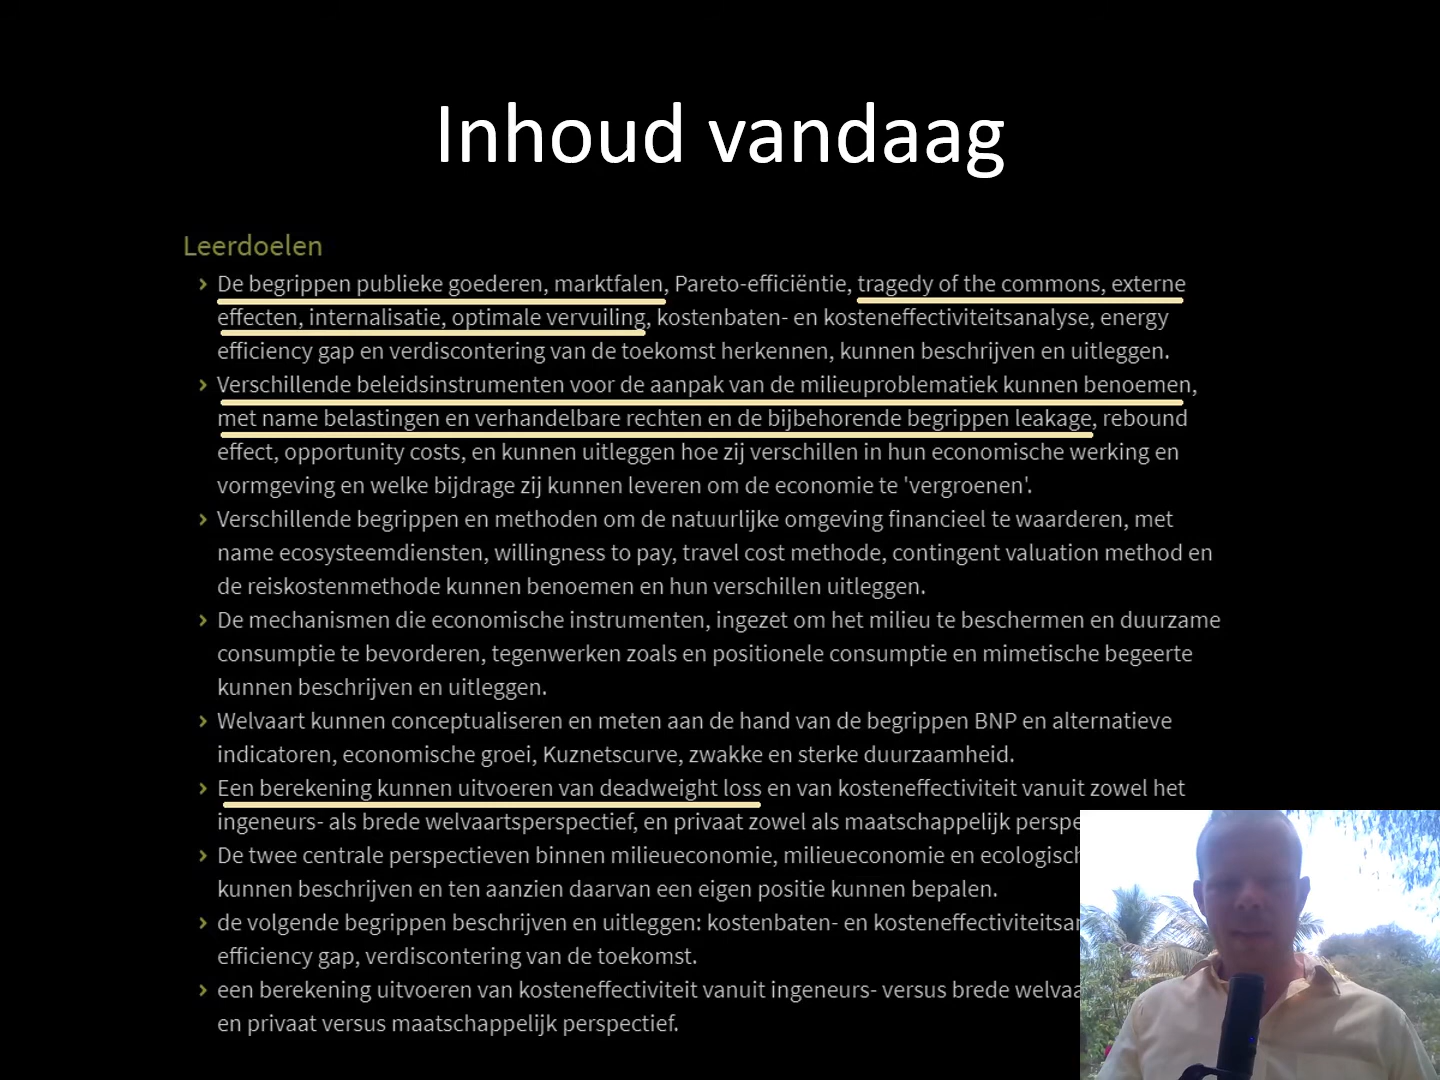 Inhoud vandaag
Leerdoelen
› De begrippen publieke goederen, marktfalen, Pareto-efficiëntie, tragedy of the commons, externe
effecten, internalisatie, optimale vervuiling, kostenbaten- en kosteneffectiviteitsanalyse, energy
efficiency gap en verdiscontering van de toekomst herkennen, kunnen beschrijven en uitleggen.
› Verschillende beleidsinstrumenten voor de aanpak van de milieuproblematiek kunnen benoemen,
met name belastingen en verhandelbare rechten en de bijbehorende begrippen leakage, rebound
effect, opportunity costs, en kunnen uitleggen hoe zij verschillen in hun economische werking en
vormgeving en welke bijdrage zij kunnen leveren om de economie te 'vergroenen'.
› Verschillende begrippen en methoden om de natuurlijke omgeving financieel te waarderen, met
name ecosysteemdiensten, willingness to pay, travel cost methode, contingent valuation method en
de reiskostenmethode kunnen benoemen en hun verschillen uitleggen.
› De mechanismen die economische instrumenten, ingezet om het milieu te beschermen en duurzame
consumptie te bevorderen, tegenwerken zoals en positionele consumptie en mimetische begeerte
kunnen beschrijven en uitleggen.
› Welvaart kunnen conceptualiseren en meten aan de hand van de begrippen BNP en alternatieve
indicatoren, economische groei, Kuznetscurve, zwakke en sterke duurzaamheid.
› Een berekening kunnen uitvoeren van deadweight loss en van kosteneffectiviteit vanuit zowel het
ingeneurs- als brede welvaartsperspectief, en privaat zowel als maatschappelijk perspe
› De twee centrale perspectieven binnen milieueconomie, milieueconomie en ecologisch
kunnen beschrijven en ten aanzien daarvan een eigen positie kunnen bepalen.
› de volgende begrippen beschrijven en uitleggen: kostenbaten- en kosteneffectiviteitsan
efficiency gap, verdiscontering van de toekomst.
› een berekening uitvoeren van kosteneffectiviteit vanuit ingeneurs- versus brede welvaa
en privaat versus maatschappelijk perspectief.